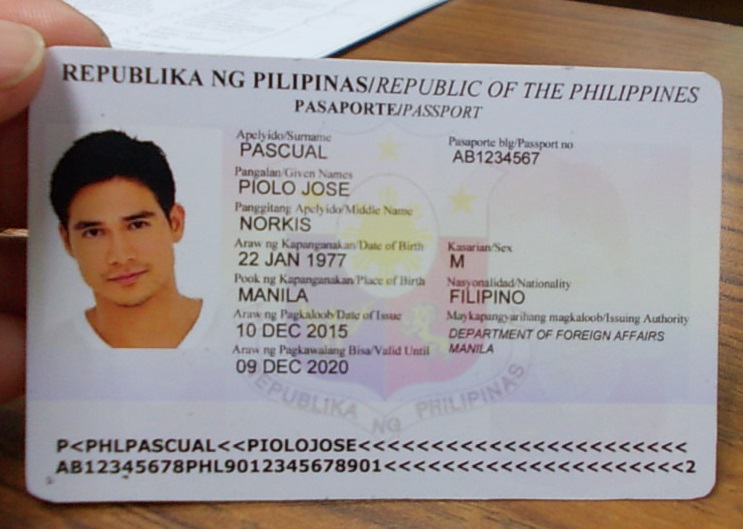 REPUBLIKA NG PILIPINAS/REPUBLIC OF THE PHILIPPINES
PASAPORTE/PASSPORT
Apelyido/Surname
PASCUAL
Pasaporte blg/Passport no
AB1234567
Pangalan/Given Names
PIOLO JOSE
Panggitang Apelyido/Middle Name
NORKIS
Araw ng Kapanganakan/Date of Birth
22 JAN 1977
Kasarian/Sex
M
Pook ng Kapanganakan/Place of Birth
MANILA
Nasyonalidad/Nationality
FILIPINO
Araw ng Pagkaloob/Date of Issue
10 DEC 2015
Maykapangyarihang magkaloob/Issuing Authority
DEPARTMENT OF FOREIGN AFFAIRS
MANILA
Araw ng Pagkawalang Bisa/Valid Until
09 DEC 2020
REPUBLIKA NG PILIPINAS
P<PHLPASCUAL<<PIOLOJOSE<<<<<<<<<<<<<<<<<<<<<<<
AB12345678PHL9012345678901<<<<<<<<<<<<<<<<<<<<<2